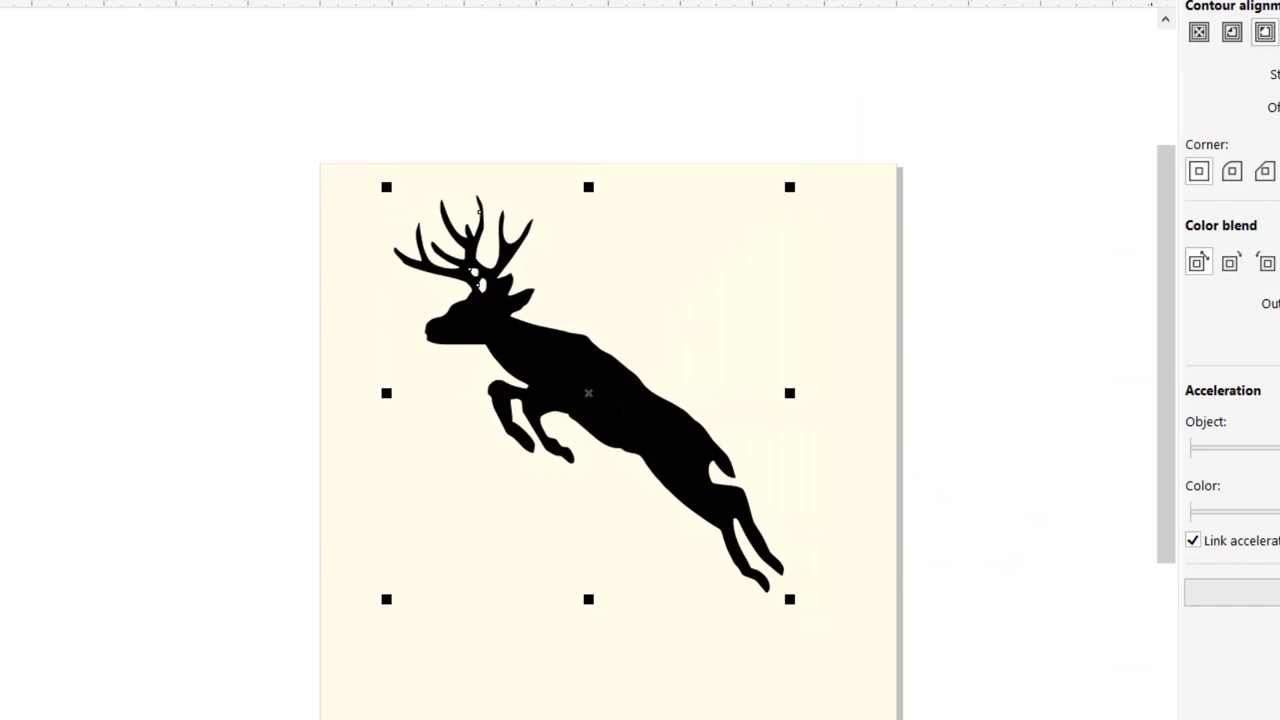 Contour alignm
St
Of
Corner:
Color blend
Out
Acceleration
Object:
Color:
Link accelerat